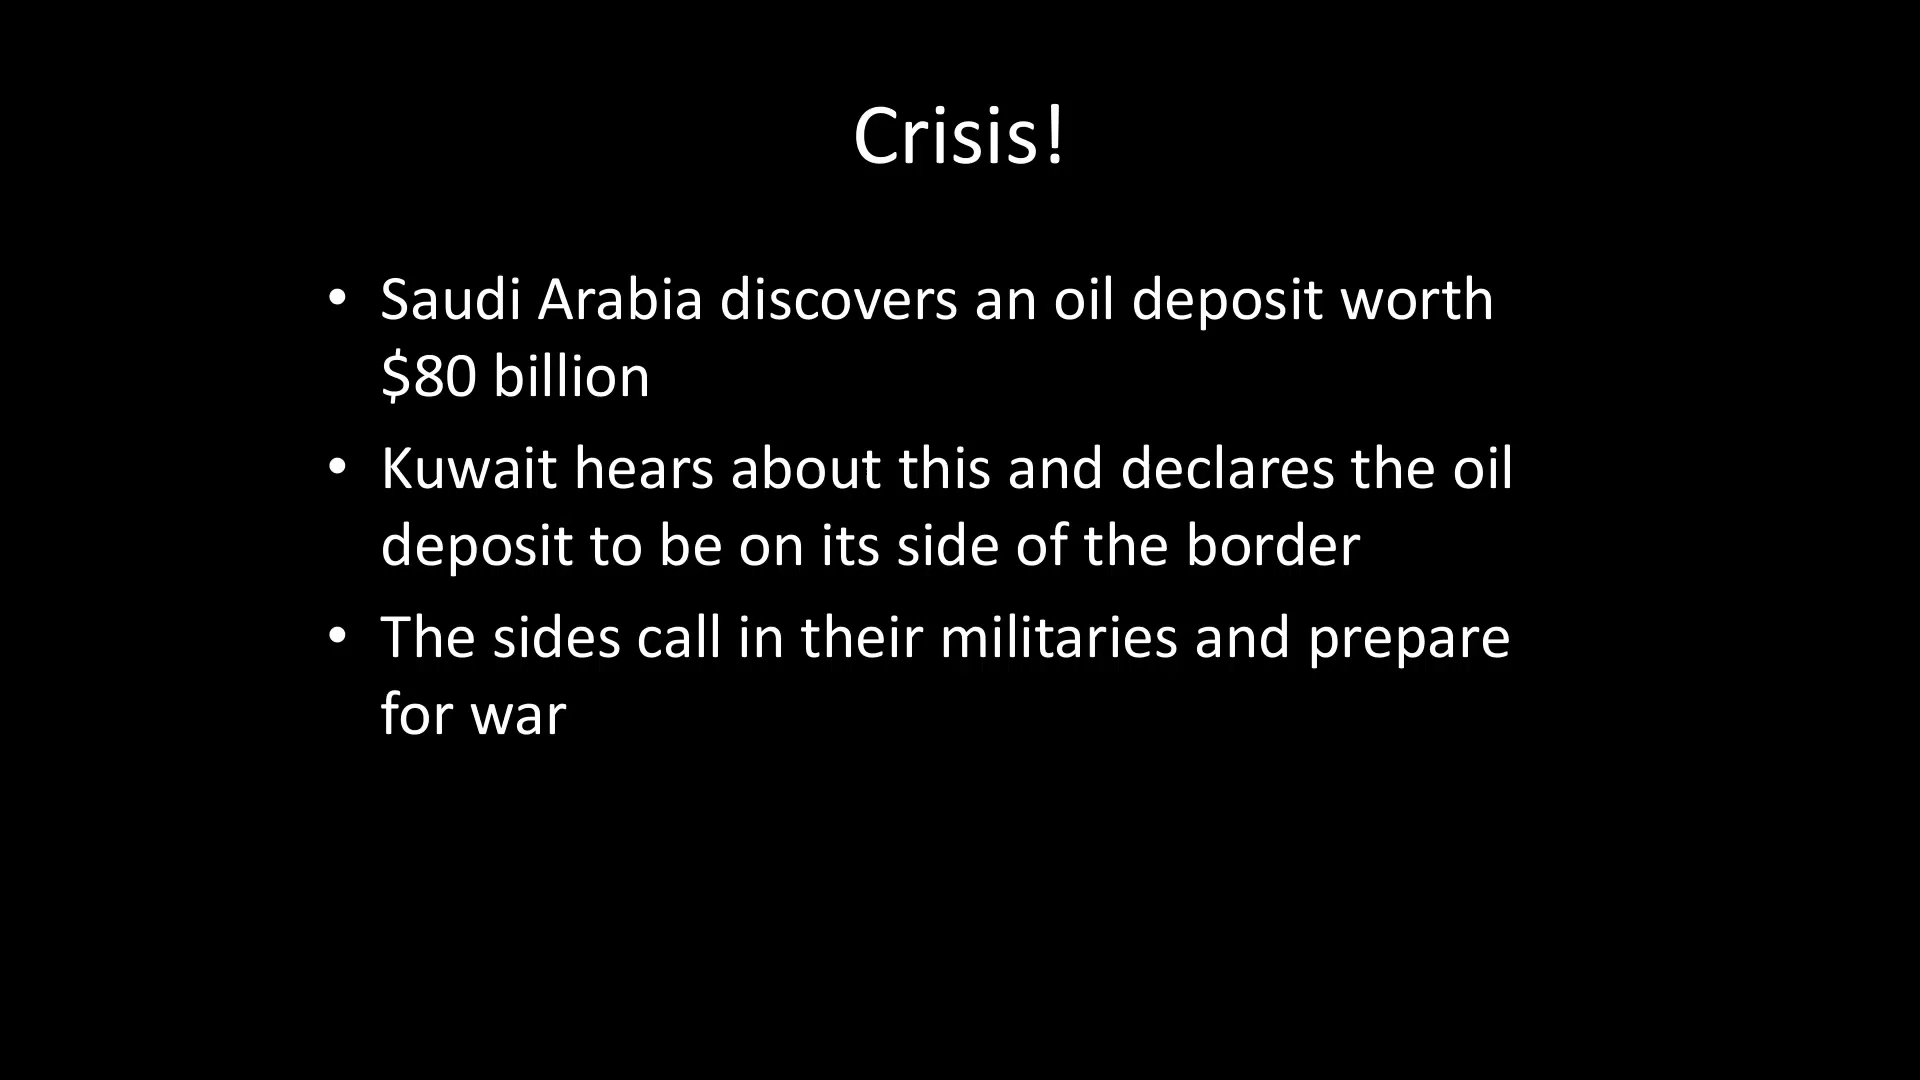 Crisis!
• Saudi Arabia discovers an oil deposit worth
$80 billion
• Kuwait hears about this and declares the oil
deposit to be on its side of the border
• The sides call in their militaries and prepare
for war